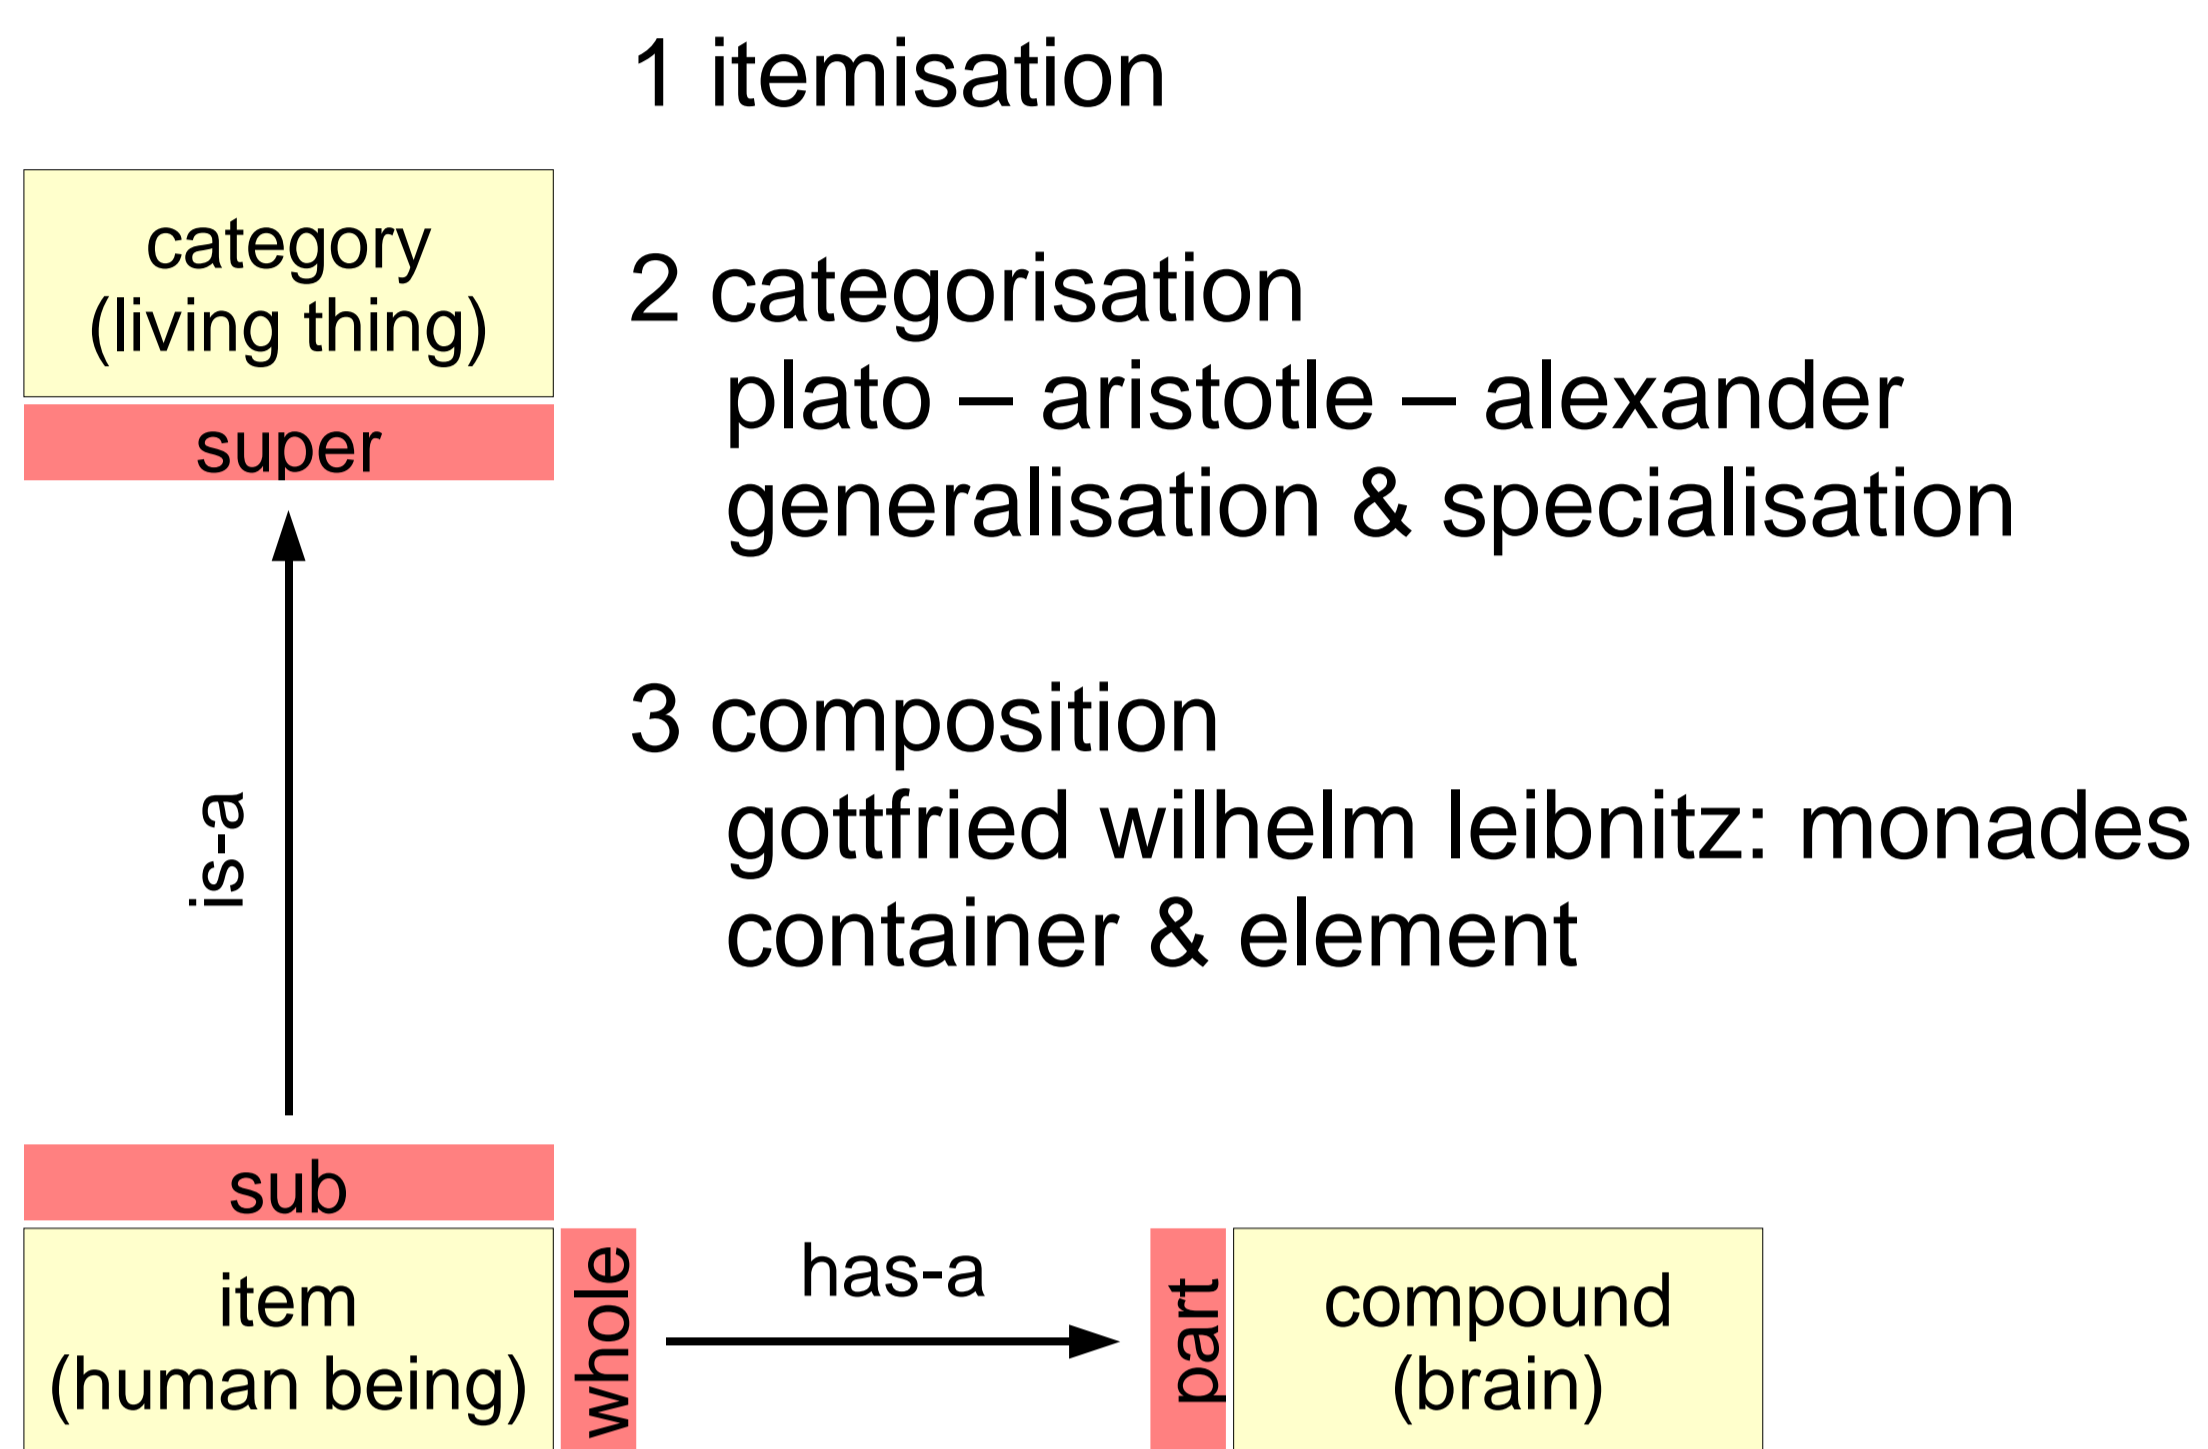 1 itemisation
category
(living thing)
super
2 categorisation
plato – aristotle – alexander
generalisation & specialisation
3 composition
gottfried wilhelm leibnitz: monades
container & element
is-a
sub
item
(human being)
whole
has-a
part
compound
(brain)